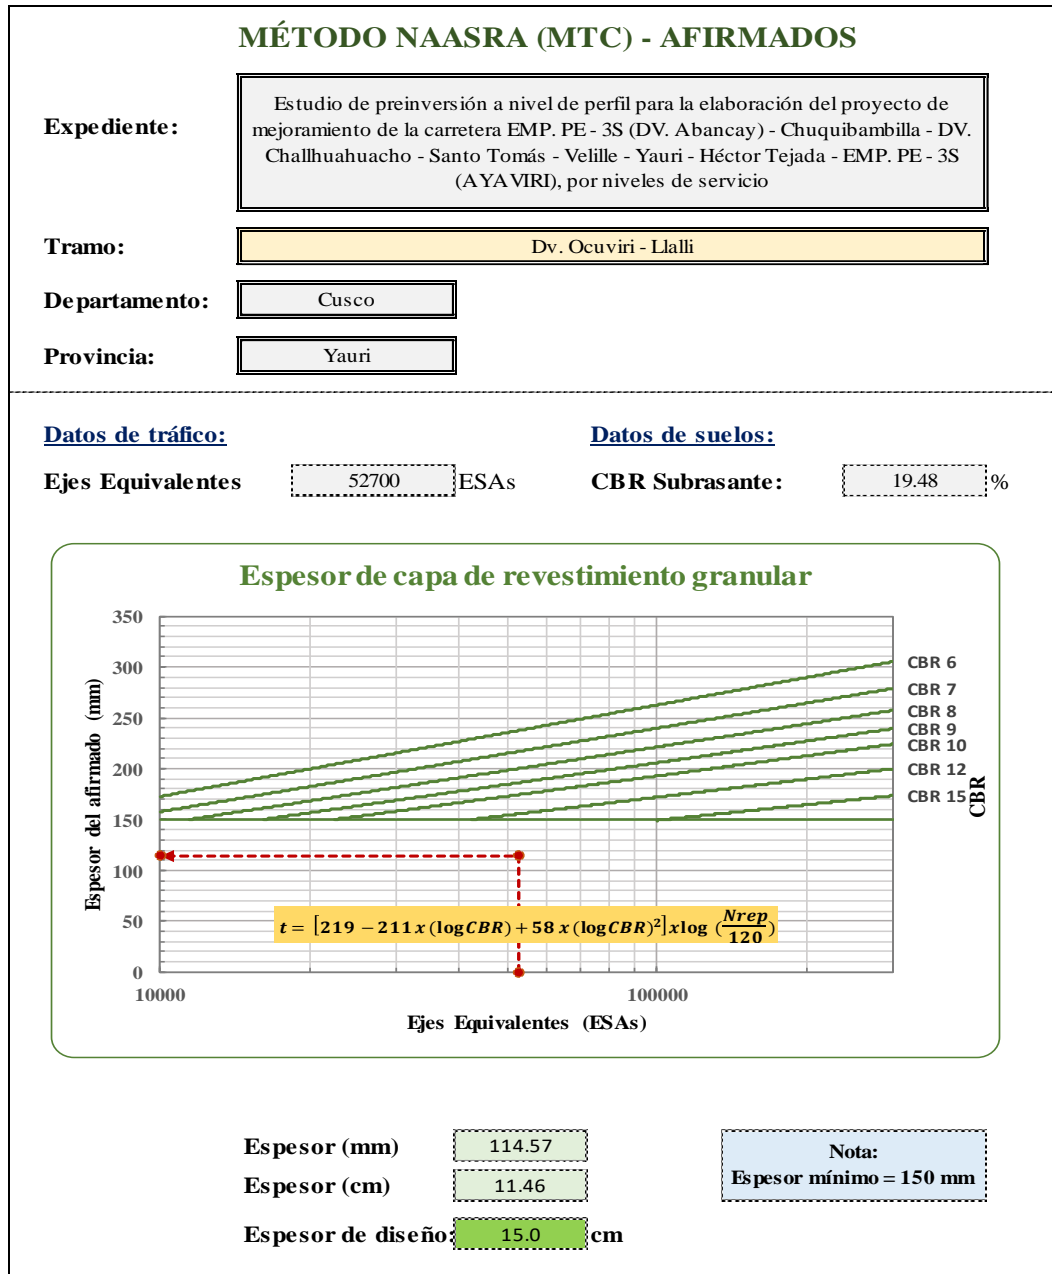 MÉTODO NAASRA (MTC) - AFIRMADOS
Expediente:
Estudio de preinversión a nivel de perfil para la elaboración del proyecto de
mejoramiento de la carretera EMP. PE - 3S (DV. Abancay) - Chuquibambilla - DV.
Challhuahuacho - Santo Tomás - Velille - Yauri - Héctor Tejada - EMP. PE - 3S
(AYAVIRI), por niveles de servicio
Tramo:
Dv. Ocuviri - Llalli
Departamento:
Cusco
Provincia:
Yauri
Datos de tráfico:
Datos de suelos:
Ejes Equivalentes 52700 ESAs
CBR Subrasante: 19.48 %
Espesor de capa de revestimiento granular
Espesor del afirmado (mm)
350
300
250
200
150
100
50
0
10000
100000
Ejes Equivalentes (ESAs)
CBR 6
CBR 7
CBR 8
CBR 9
CBR 10
CBR 12
CBR 15
CBR
t = [219 − 211 x (logCBR) + 58 x (logCBR)²]xlog (Nrep/120)
Espesor (mm) 114.57
Espesor (cm) 11.46
Espesor de diseño: 15.0 cm
Nota:
Espesor mínimo = 150 mm